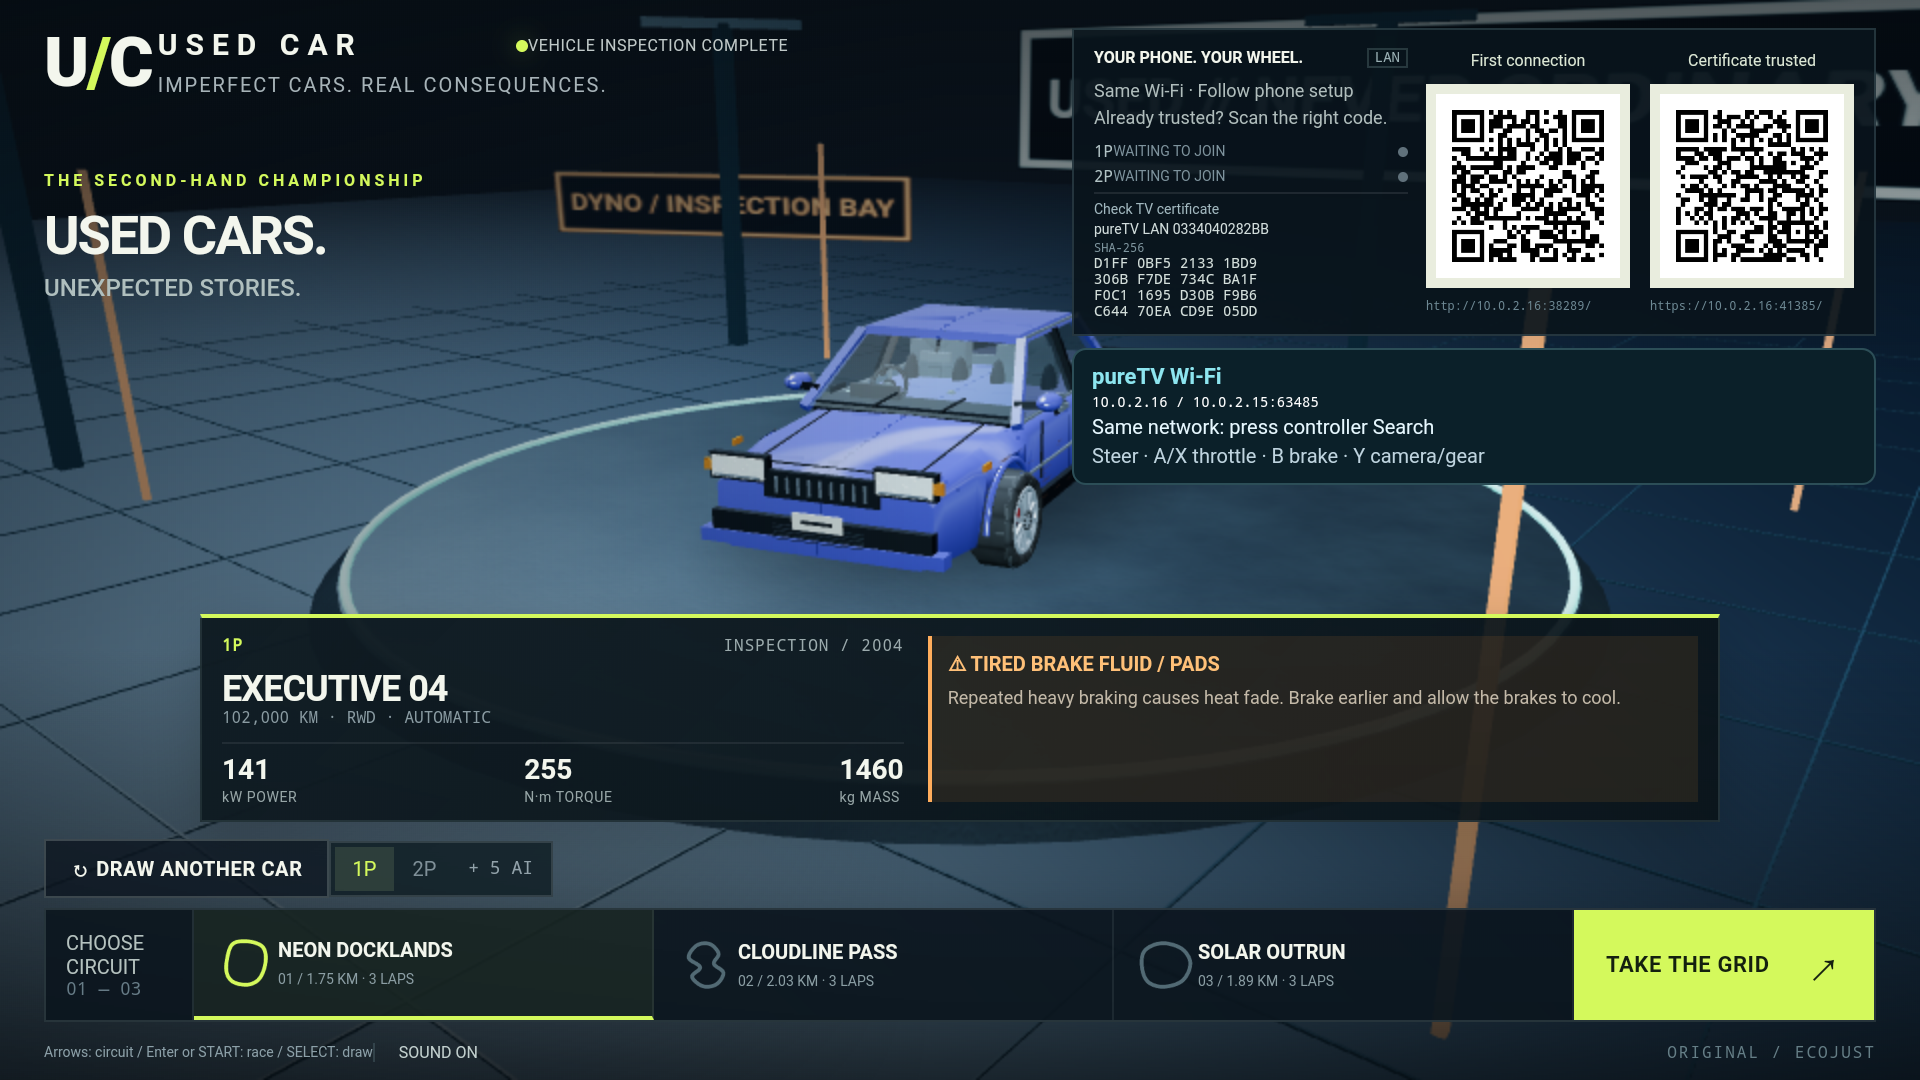 U/C USED CAR
IMPERFECT CARS. REAL CONSEQUENCES.
VEHICLE INSPECTION COMPLETE
THE SECOND-HAND CHAMPIONSHIP
USED CARS.
UNEXPECTED STORIES.
DYNO / INSPECTION BAY
YOUR PHONE. YOUR WHEEL.
LAN
Same Wi-Fi · Follow phone setup
Already trusted? Scan the right code.
1P WAITING TO JOIN
2P WAITING TO JOIN
Check TV certificate
pureTV LAN 0334040282BB
SHA-256
D1FF 0BF5 2133 1BD9
306B F7DE 734C BA1F
F0C1 1695 D30B F9B6
C644 70EA CD9E 05DD
First connection
http://10.0.2.16:38289/
Certificate trusted
https://10.0.2.16:41385/
pureTV Wi-Fi
10.0.2.16 / 10.0.2.15:63485
Same network: press controller Search
Steer · A/X throttle · B brake · Y camera/gear
1P
INSPECTION / 2004
EXECUTIVE 04
102,000 KM · RWD · AUTOMATIC
141
kW POWER
255
N·m TORQUE
1460
kg MASS
⚠ TIRED BRAKE FLUID / PADS
Repeated heavy braking causes heat fade. Brake earlier and allow the brakes to cool.
↻ DRAW ANOTHER CAR
1P
2P
+ 5 AI
CHOOSE
CIRCUIT
01 — 03
NEON DOCKLANDS
01 / 1.75 KM · 3 LAPS
CLOUDLINE PASS
02 / 2.03 KM · 3 LAPS
SOLAR OUTRUN
03 / 1.89 KM · 3 LAPS
TAKE THE GRID ↗
Arrows: circuit / Enter or START: race / SELECT: draw
SOUND ON
ORIGINAL / ECOJUST